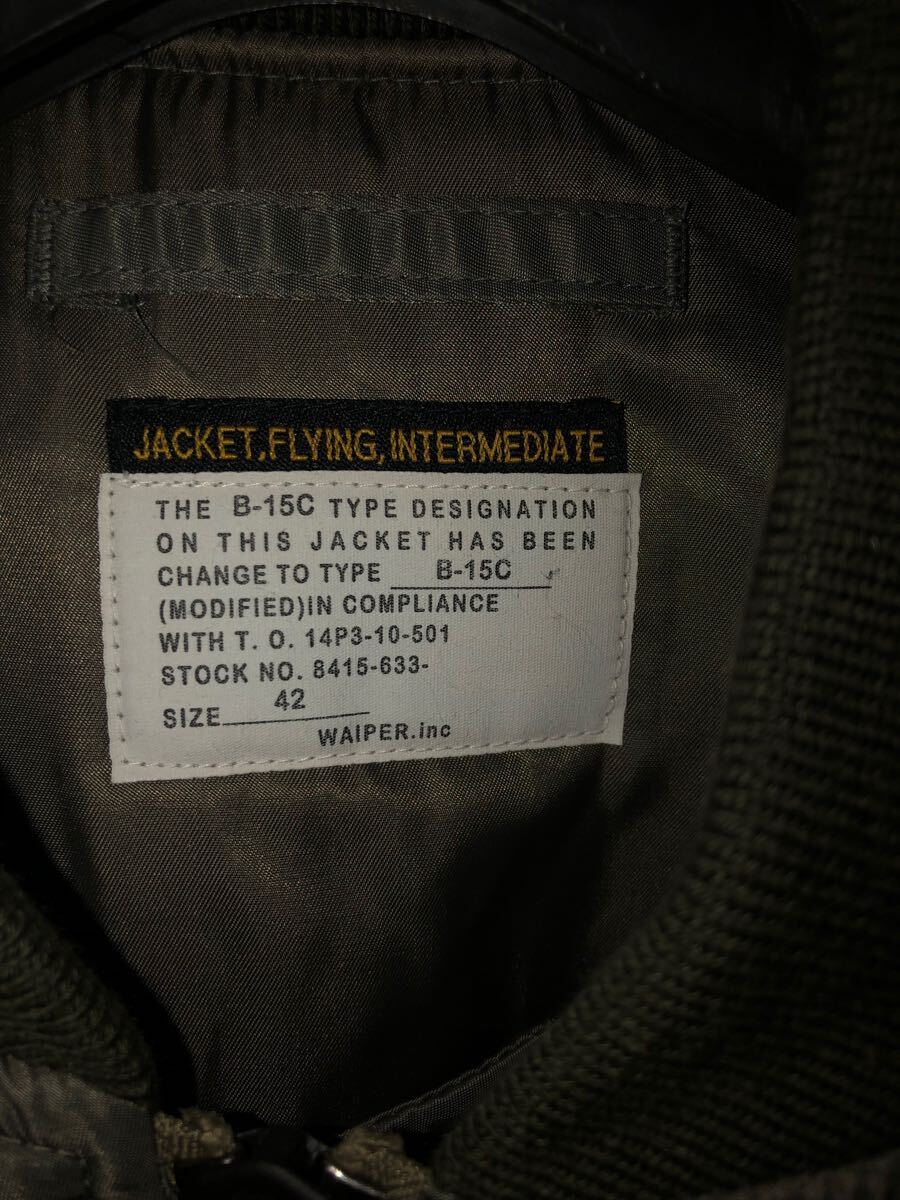 JACKET,FLYING,INTERMEDIATE
THE B-15C TYPE DESIGNATION
ON THIS JACKET HAS BEEN
CHANGE TO TYPE B-15C
(MODIFIED)IN COMPLIANCE
WITH T. O. 14P3-10-501
STOCK NO. 8415-633-
SIZE 42
WAIPER.inc